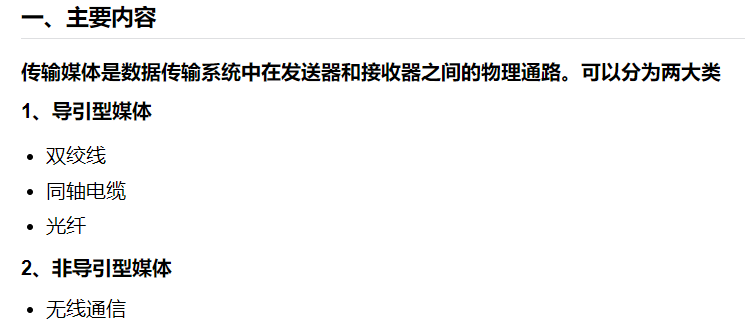 一、主要内容
传输媒体是数据传输系统中在发送器和接收器之间的物理通路。可以分为两大类
1、导引型媒体
双绞线
同轴电缆
光纤
2、非导引型媒体
无线通信